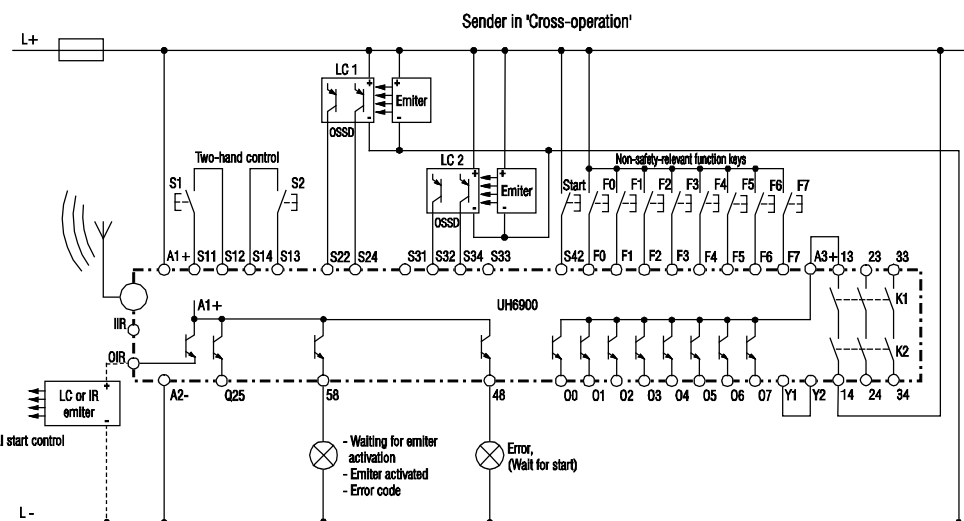 Sender in 'Cross-operation'
L+
LC 1
Emiter
+
-
+
-
OSSD
Two-hand control
LC 2
Non-safety-relevant function keys
S1
S2
+
-
Emiter
+
-
OSSD
Start
F0
F1
F2
F3
F4
F5
F6
F7
A1+
S11
S12
S14
S13
S22
S24
S31
S32
S34
S33
S42
F0
F1
F2
F3
F4
F5
F6
F7
A3+
13
23
33
A1+
UH6900
K1
IIR
OIR
K2
LC or IR
emiter
+
-
A2-
Q25
58
48
O0
O1
O2
O3
O4
O5
O6
O7
Y1
Y2
14
24
34
l start control
- Waiting for emiter
activation
- Emiter activated
- Error code
Error,
(Wait for start)
L-